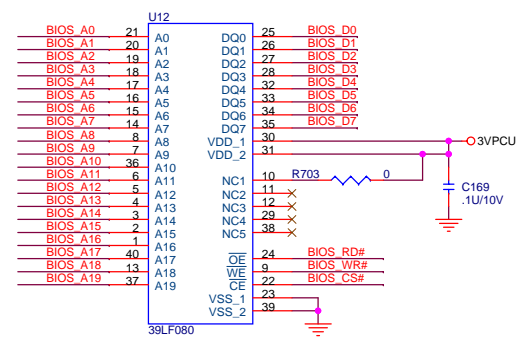 U12
BIOS_A0 21 A0 DQ0 25 BIOS_D0
BIOS_A1 20 A1 DQ1 26 BIOS_D1
BIOS_A2 19 A2 DQ2 27 BIOS_D2
BIOS_A3 18 A3 DQ3 28 BIOS_D3
BIOS_A4 17 A4 DQ4 32 BIOS_D4
BIOS_A5 16 A5 DQ5 33 BIOS_D5
BIOS_A6 15 A6 DQ6 34 BIOS_D6
BIOS_A7 14 A7 DQ7 35 BIOS_D7
BIOS_A8 8 A8 VDD_1 30 3VPCU
BIOS_A9 7 A9 VDD_2 31
BIOS_A10 36 A10
BIOS_A11 6 A11 NC1 10 R703 0
BIOS_A12 5 A12 NC2 11 C169
BIOS_A13 4 A13 NC3 12 .1U/10V
BIOS_A14 3 A14 NC4 29
BIOS_A15 2 A15 NC5 38
BIOS_A16 1 A16
BIOS_A17 40 A17 OE 24 BIOS_RD#
BIOS_A18 13 A18 WE 9 BIOS_WR#
BIOS_A19 37 A19 CE 22 BIOS_CS#
VSS_1 23
VSS_2 39
39LF080